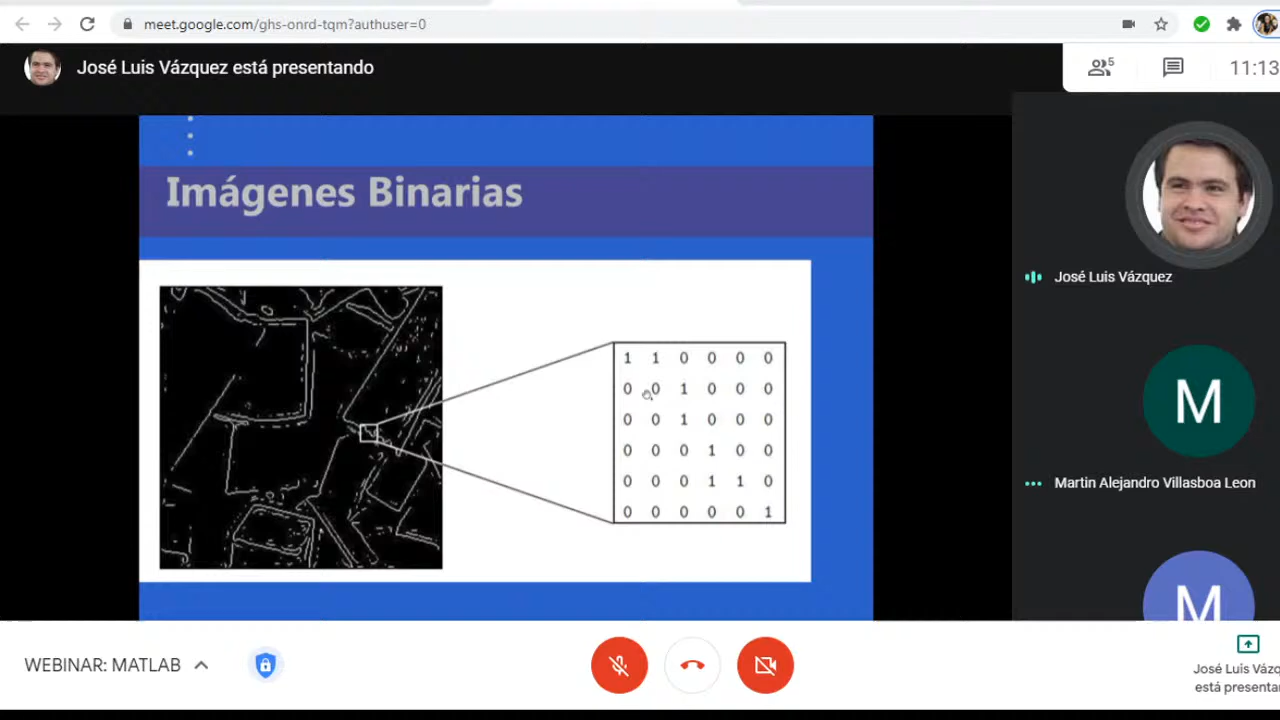 meet.google.com/ghs-onrd-tqm?authuser=0
José Luis Vázquez está presentando
5
11:13
Imágenes Binarias
1 1 0 0 0 0
0 0 1 0 0 0
0 0 1 0 0 0
0 0 0 1 0 0
0 0 0 1 1 0
0 0 0 0 0 1
José Luis Vázquez
M
Martin Alejandro Villasboa Leon
M
WEBINAR: MATLAB
José Luis Vázq
está presenta